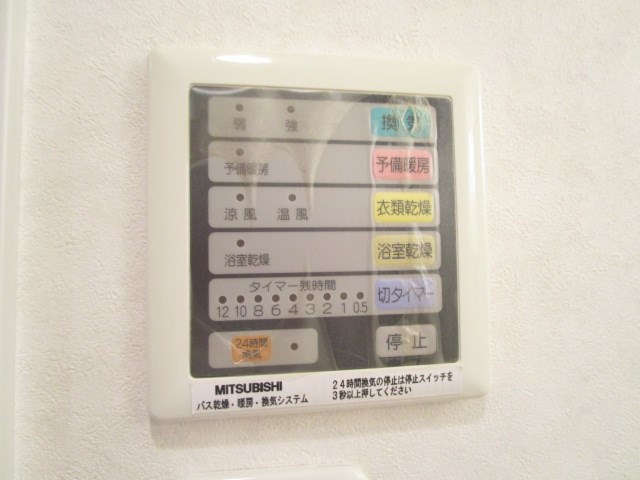 弱 強 換気
予備暖房 予備暖房
涼風 温風 衣類乾燥
浴室乾燥 浴室乾燥
タイマー残時間
12 10 8 6 4 3 2 1 0.5 切タイマー
24時間
換気
停止
MITSUBISHI
バス乾燥・暖房・換気システム
24時間換気の停止は停止スイッチを
3秒以上押してください